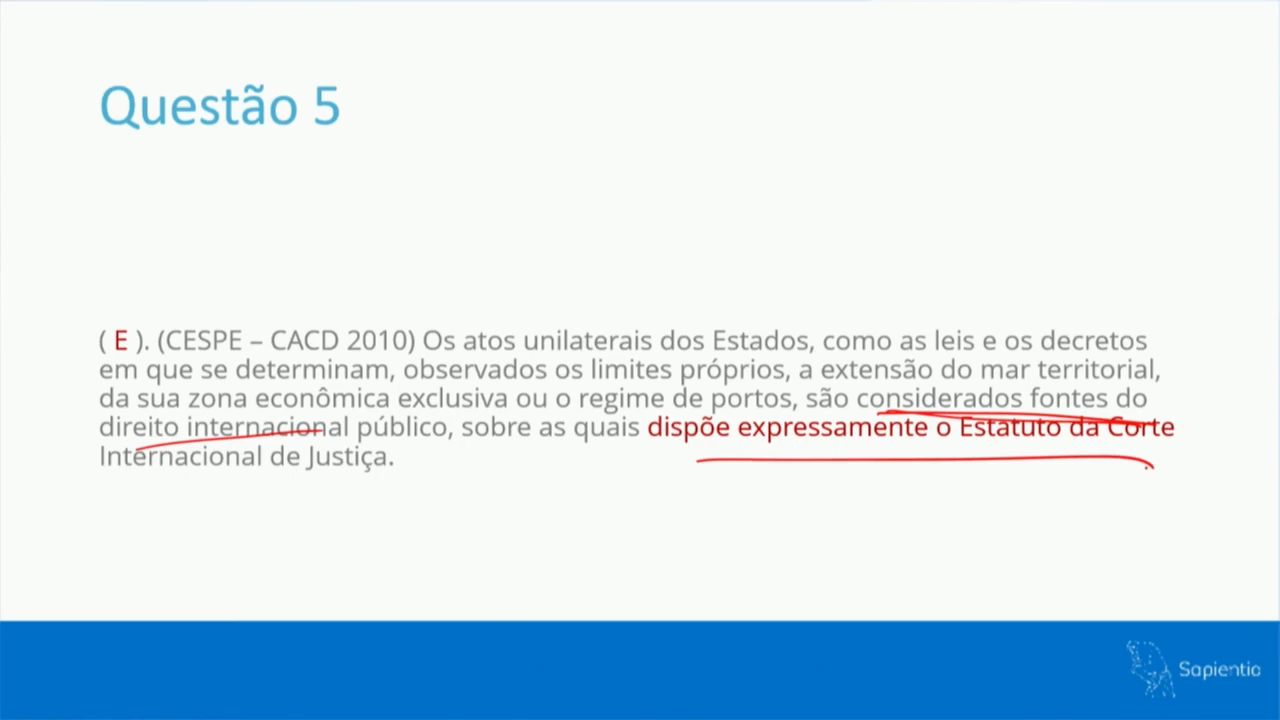 Questão 5
( E ). (CESPE – CACD 2010) Os atos unilaterais dos Estados, como as leis e os decretos
em que se determinam, observados os limites próprios, a extensão do mar territorial,
da sua zona econômica exclusiva ou o regime de portos, são considerados fontes do
direito internacional público, sobre as quais dispõe expressamente o Estatuto da Corte
Internacional de Justiça.
Sapientia